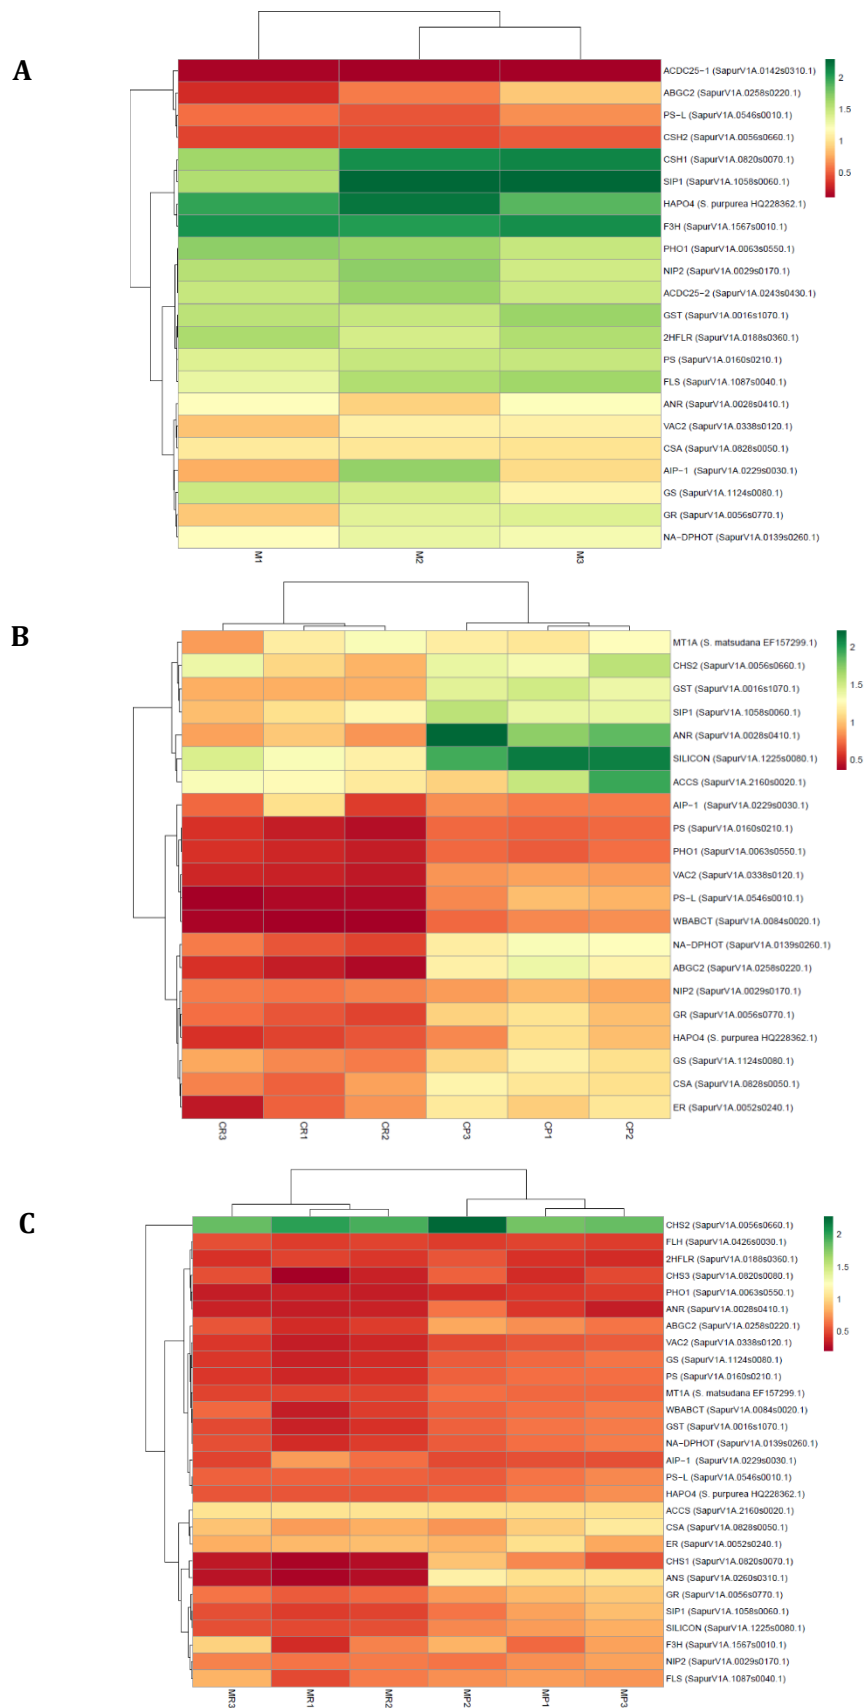 A
ACDC25-1 (SapurV1A.0142s0310.1)
ABGC2 (SapurV1A.0258s0220.1)
PS-L (SapurV1A.0546s0010.1)
CSH2 (SapurV1A.0056s0660.1)
CSH1 (SapurV1A.0820s0070.1)
SIP1 (SapurV1A.1058s0060.1)
HAPO4 (S. purpurea HQ228362.1)
F3H (SapurV1A.1567s0010.1)
PHO1 (SapurV1A.0063s0550.1)
NIP2 (SapurV1A.0029s0170.1)
ACDC25-2 (SapurV1A.0243s0430.1)
GST (SapurV1A.0016s1070.1)
2HFLR (SapurV1A.0188s0360.1)
PS (SapurV1A.0160s0210.1)
FLS (SapurV1A.1087s0040.1)
ANR (SapurV1A.0028s0410.1)
VAC2 (SapurV1A.0338s0120.1)
CSA (SapurV1A.0828s0050.1)
AIP-1 (SapurV1A.0229s0030.1)
GS (SapurV1A.1124s0080.1)
GR (SapurV1A.0056s0770.1)
NA-DPHOT (SapurV1A.0139s0260.1)
2
1.5
1
0.5
M1 M2 M3
B
MT1A (S. matsudana EF157299.1)
CHS2 (SapurV1A.0056s0660.1)
GST (SapurV1A.0016s1070.1)
SIP1 (SapurV1A.1058s0060.1)
ANR (SapurV1A.0028s0410.1)
SILICON (SapurV1A.1225s0080.1)
ACCS (SapurV1A.2160s0020.1)
AIP-1 (SapurV1A.0229s0030.1)
PS (SapurV1A.0160s0210.1)
PHO1 (SapurV1A.0063s0550.1)
VAC2 (SapurV1A.0338s0120.1)
PS-L (SapurV1A.0546s0010.1)
WBABCT (SapurV1A.0084s0020.1)
NA-DPHOT (SapurV1A.0139s0260.1)
ABGC2 (SapurV1A.0258s0220.1)
NIP2 (SapurV1A.0029s0170.1)
GR (SapurV1A.0056s0770.1)
HAPO4 (S. purpurea HQ228362.1)
GS (SapurV1A.1124s0080.1)
CSA (SapurV1A.0828s0050.1)
ER (SapurV1A.0052s0240.1)
2
1.5
1
0.5
CR3 CR1 CR2 CP3 CP1 CP2
C
CHS2 (SapurV1A.0056s0660.1)
FLH (SapurV1A.0426s0030.1)
2HFLR (SapurV1A.0188s0360.1)
CHS3 (SapurV1A.0820s0080.1)
PHO1 (SapurV1A.0063s0550.1)
ANR (SapurV1A.0028s0410.1)
ABGC2 (SapurV1A.0258s0220.1)
VAC2 (SapurV1A.0338s0120.1)
GS (SapurV1A.1124s0080.1)
PS (SapurV1A.0160s0210.1)
MT1A (S. matsudana EF157299.1)
WBABCT (SapurV1A.0084s0020.1)
GST (SapurV1A.0016s1070.1)
NA-DPHOT (SapurV1A.0139s0260.1)
AIP-1 (SapurV1A.0229s0030.1)
PS-L (SapurV1A.0546s0010.1)
HAPO4 (S. purpurea HQ228362.1)
ACCS (SapurV1A.2160s0020.1)
CSA (SapurV1A.0828s0050.1)
ER (SapurV1A.0052s0240.1)
CHS1 (SapurV1A.0820s0070.1)
ANS (SapurV1A.0260s0310.1)
GR (SapurV1A.0056s0770.1)
SIP1 (SapurV1A.1058s0060.1)
SILICON (SapurV1A.1225s0080.1)
F3H (SapurV1A.1567s0010.1)
NIP2 (SapurV1A.0029s0170.1)
FLS (SapurV1A.1087s0040.1)
2
1.5
1
0.5
MR3 MR1 MR2 MP2 MP1 MP3